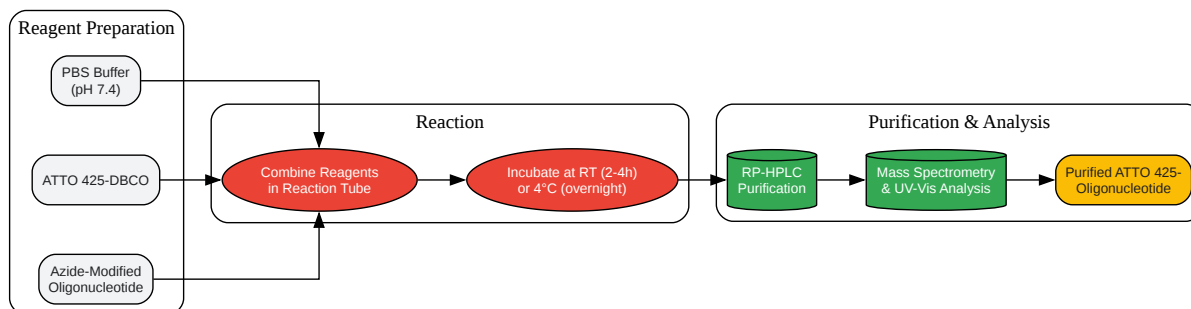 Reagent Preparation
PBS Buffer
(pH 7.4)
ATTO 425-DBCO
Azide-Modified
Oligonucleotide
Reaction
Combine Reagents
in Reaction Tube
Incubate at RT (2-4h)
or 4°C (overnight)
Purification & Analysis
RP-HPLC
Purification
Mass Spectrometry
& UV-Vis Analysis
Purified ATTO 425-
Oligonucleotide